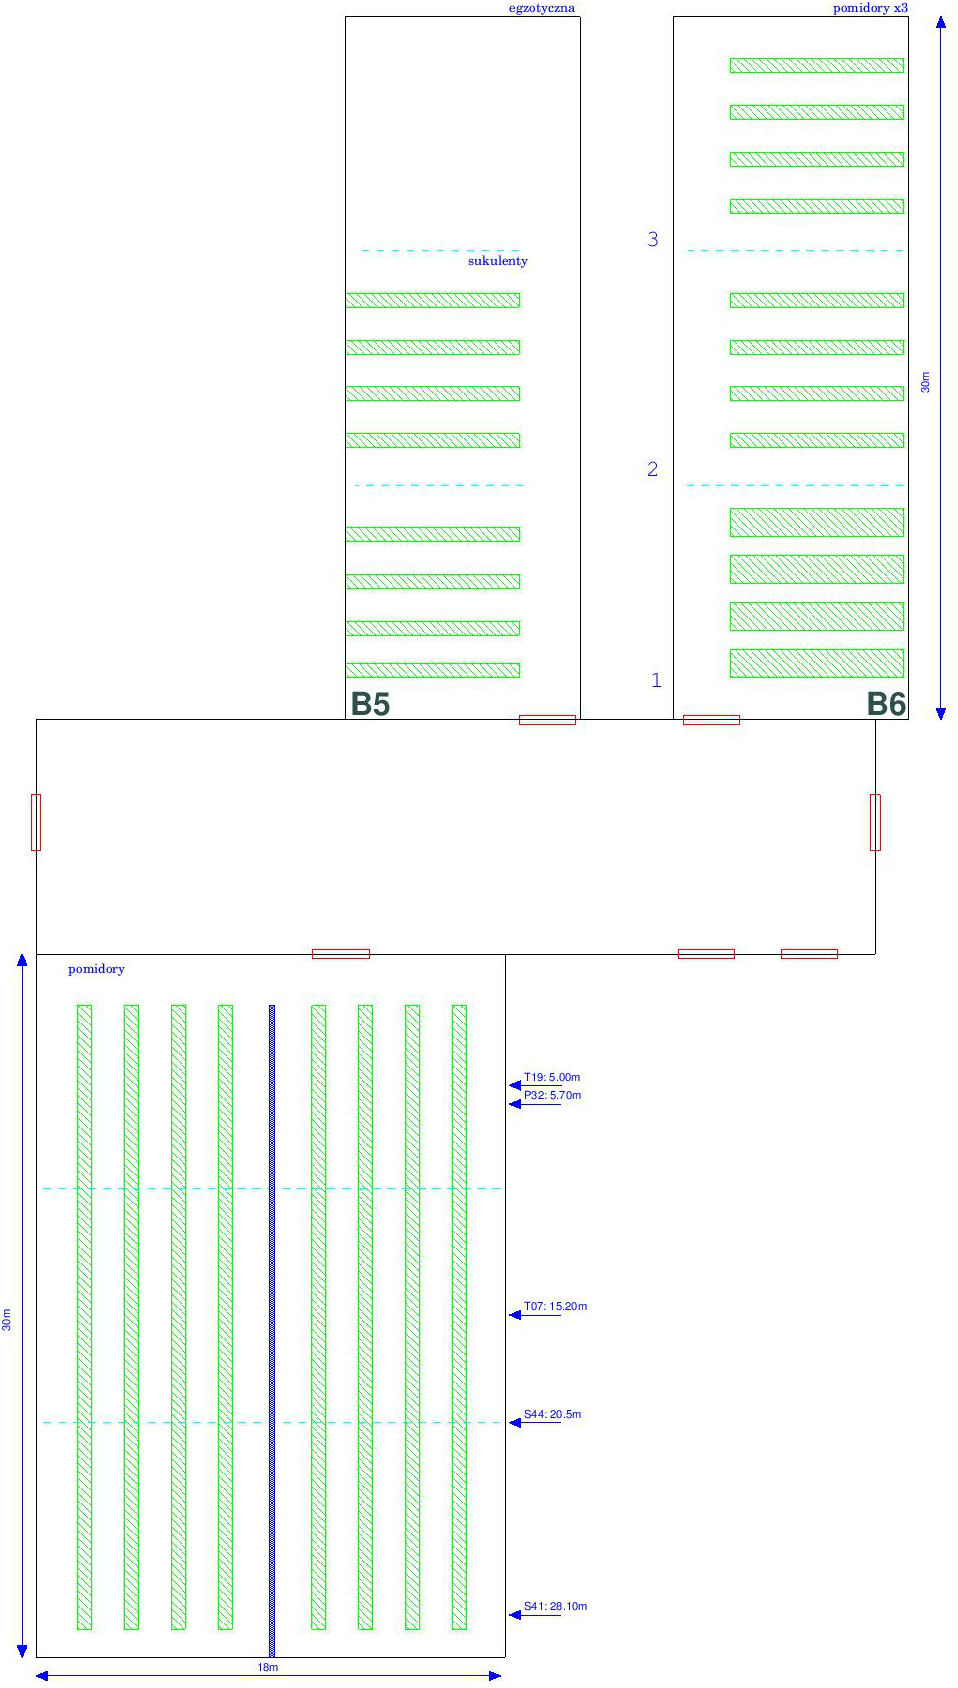 egzotyczna
pomidory x3
3
sukulenty
30m
2
1
B5
B6
pomidory
T19: 5.00m
P32: 5.70m
T07: 15.20m
30m
S44: 20.5m
S41: 28.10m
18m